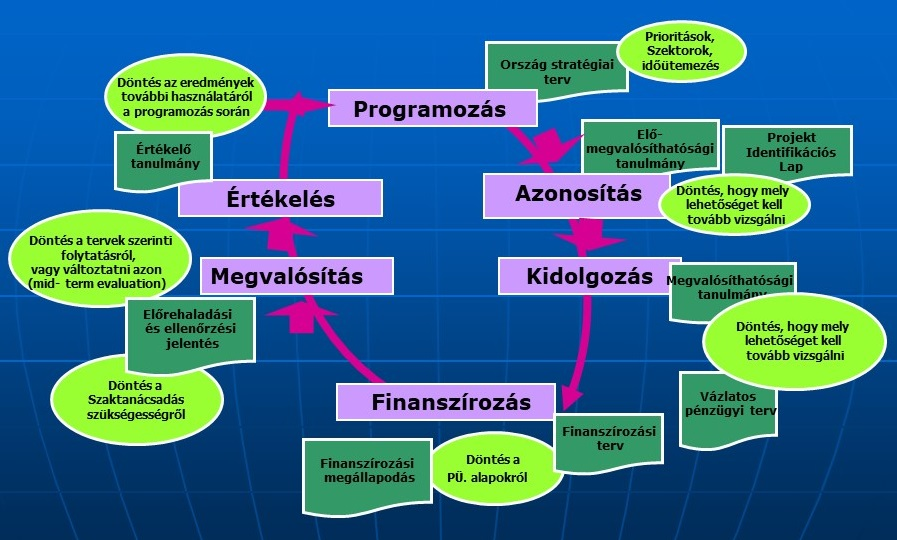 Prioritások,
Szektorok,
időütemezés
Ország stratégiai
terv
Programozás
Döntés az eredmények
további használatáról
a programozás során
Értékelő
tanulmány
Elő-
megvalósíthatósági
tanulmány
Projekt
Identifikációs
Lap
Azonosítás
Döntés, hogy mely
lehetőséget kell
tovább vizsgálni
Értékelés
Döntés a tervek szerinti
folytatásról,
vagy változtatni azon
(mid- term evaluation)
Megvalósítás
Kidolgozás
Megvalósíthatósági
tanulmány
Előrehaladási
és ellenőrzési
jelentés
Döntés, hogy mely
lehetőséget kell
tovább vizsgálni
Döntés a
Szaktanácsadás
szükségességről
Vázlatos
pénzügyi terv
Finanszírozás
Finanszírozási
terv
Finanszírozási
megállapodás
Döntés a
PÜ. alapokról